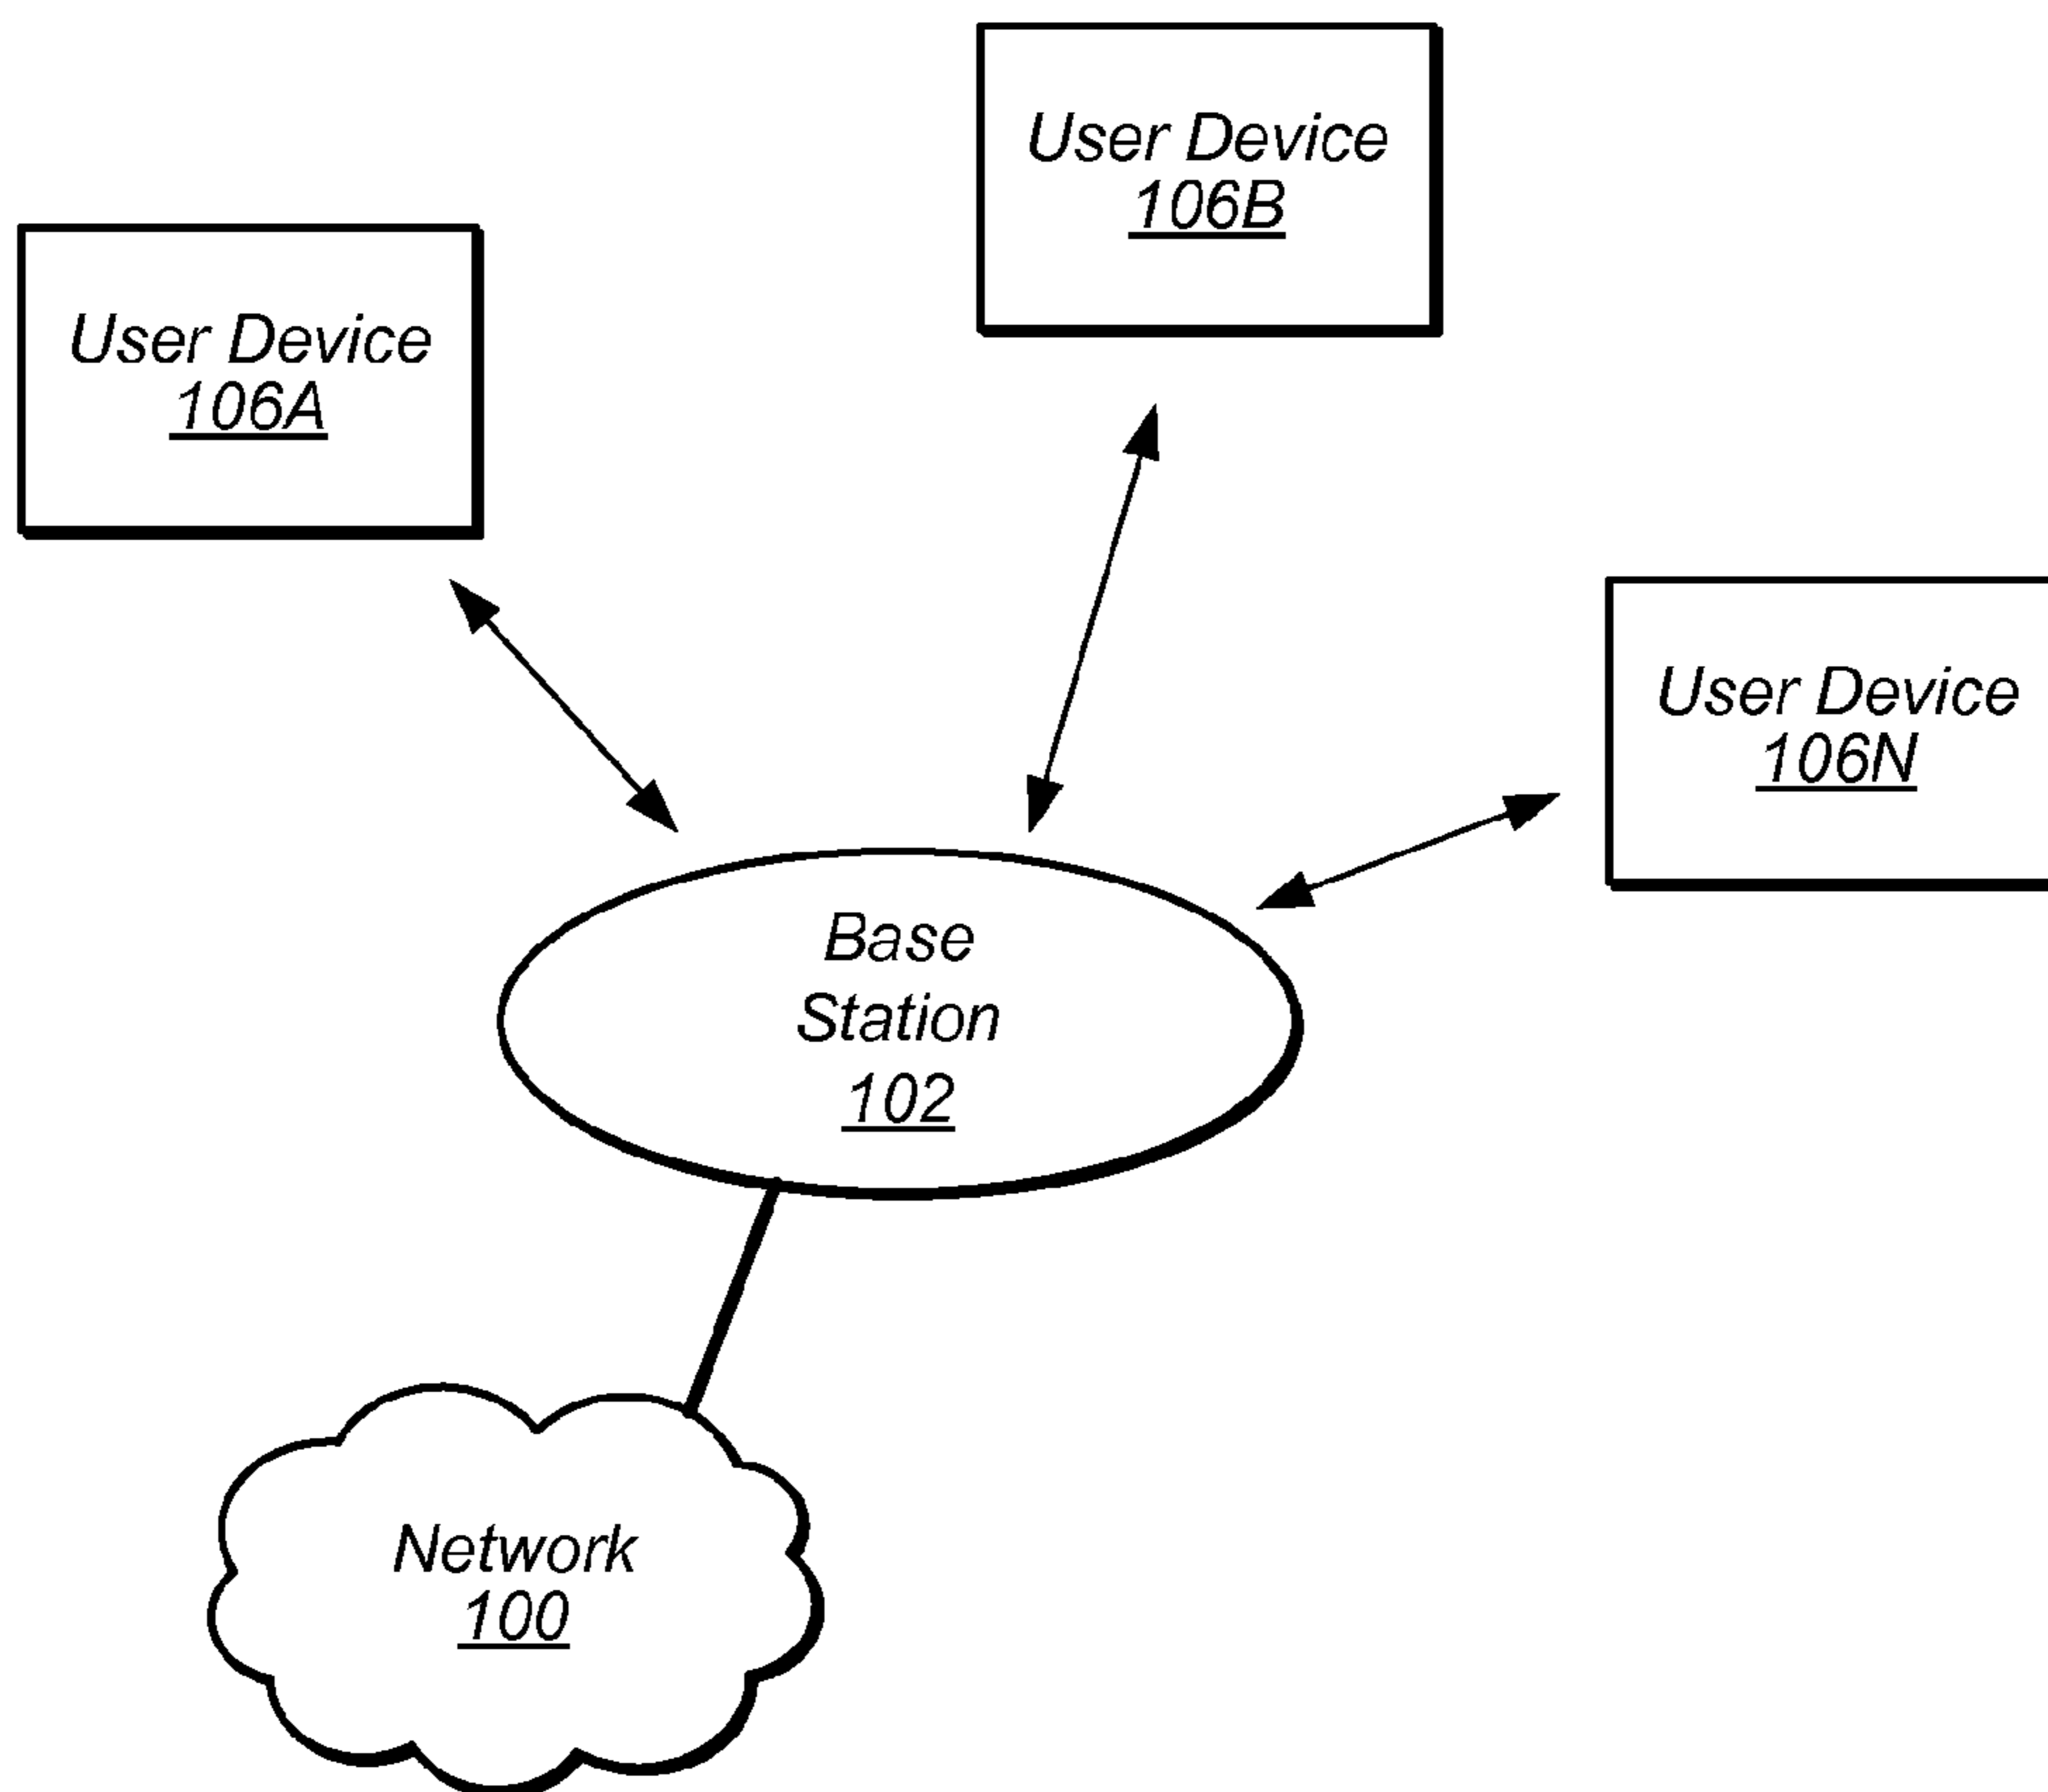 User Device
106B
User Device
106A
User Device
106N
Base
Station
102
Network
100